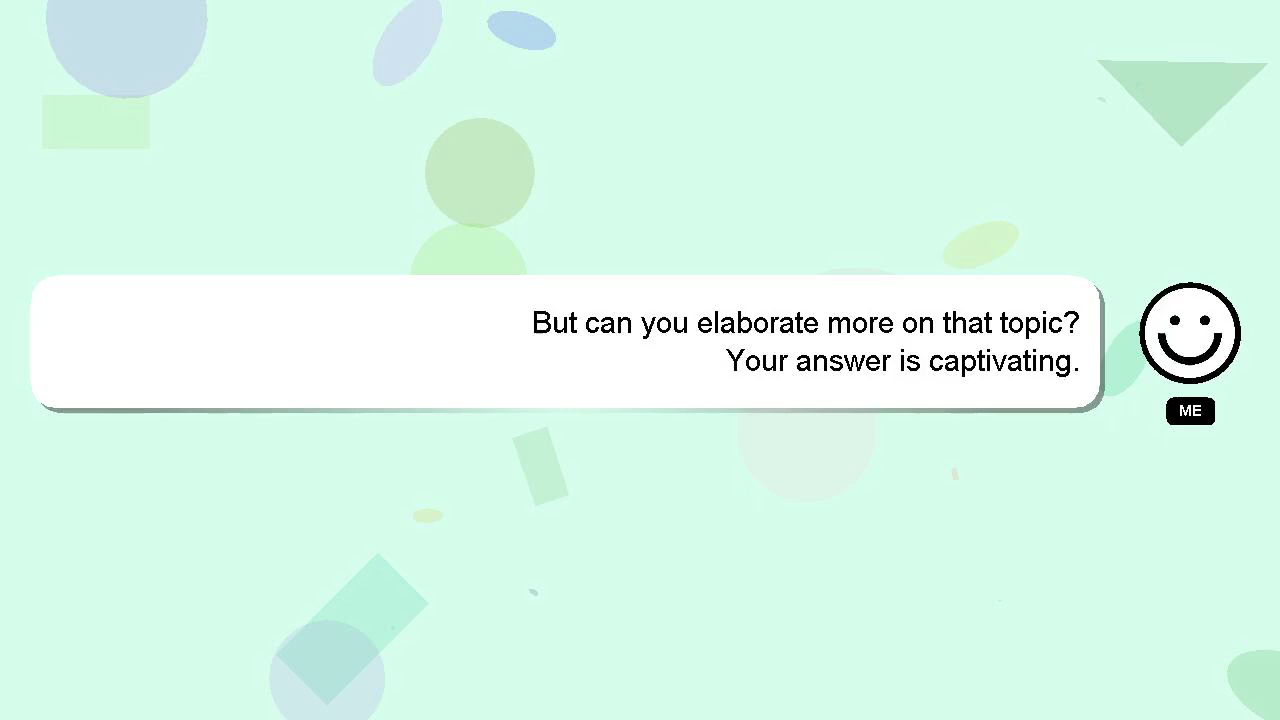 But can you elaborate more on that topic?
Your answer is captivating.
ME